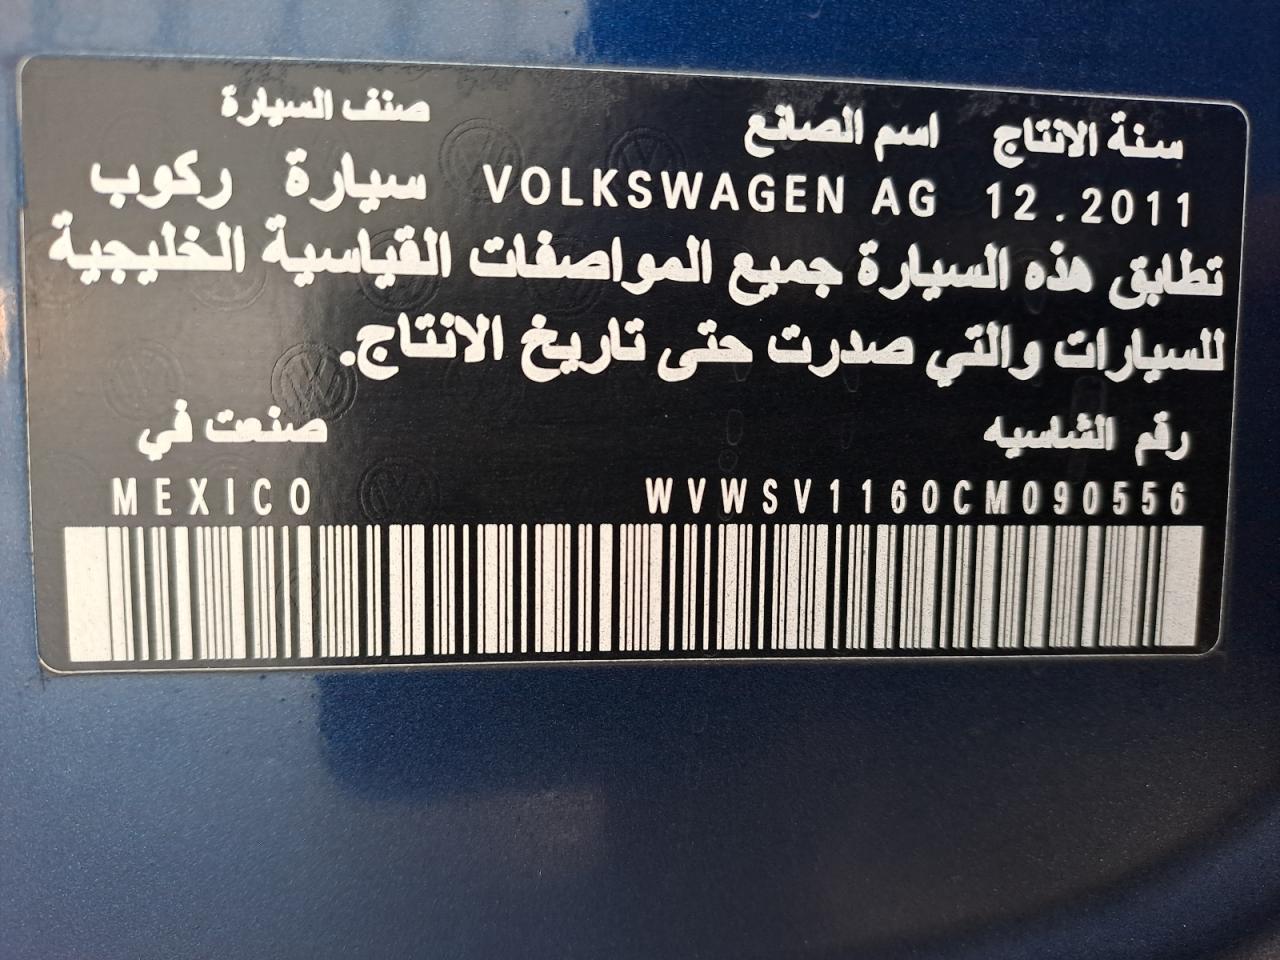 سنة الانتاج اسم الصانع صنف السيارة
12.2011 VOLKSWAGEN AG سيارة ركوب
تطابق هذه السيارة جميع المواصفات القياسية الخليجية
للسيارات والتي صدرت حتى تاريخ الانتاج.
رقم الشاسيه صنعت في
WVWSV1160CM090556 MEXICO